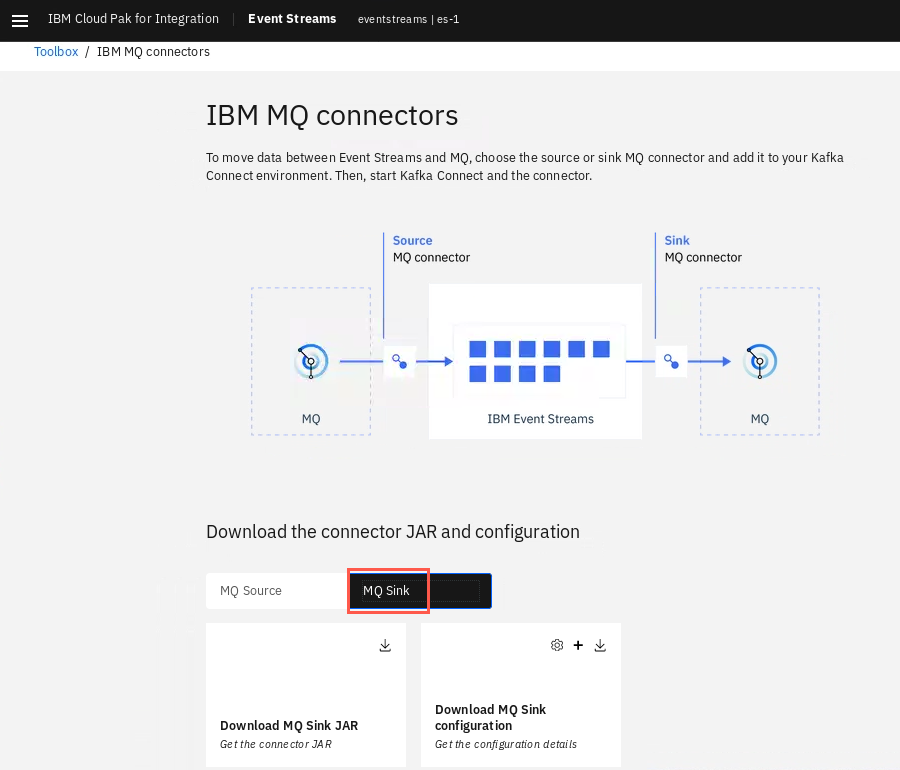 IBM Cloud Pak for Integration Event Streams eventstreams | es-1
Toolbox / IBM MQ connectors
IBM MQ connectors
To move data between Event Streams and MQ, choose the source or sink MQ connector and add it to your Kafka
Connect environment. Then, start Kafka Connect and the connector.
Source
MQ connector
Sink
MQ connector
MQ
IBM Event Streams
MQ
Download the connector JAR and configuration
MQ Source
MQ Sink
Download MQ Sink JAR
Get the connector JAR
Download MQ Sink
configuration
Get the configuration details